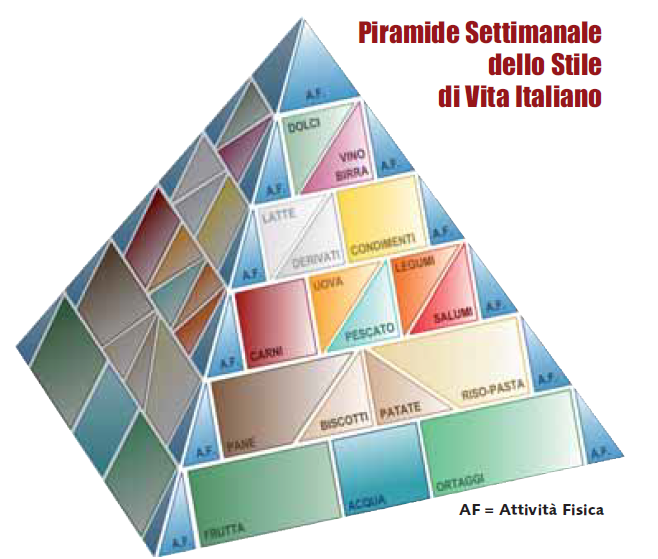 Piramide Settimanale
dello Stile
di Vita Italiano
A.F.
DOLCI
VINO
BIRRA
A.F.
A.F.
LATTE
DERIVATI
CONDIMENTI
A.F.
A.F.
CARNI
UOVA
PESCATO
LEGUMI
SALUMI
A.F.
A.F.
PANE
BISCOTTI
PATATE
RISO-PASTA
A.F.
A.F.
FRUTTA
ACQUA
ORTAGGI
A.F.
A.F.
AF = Attività Fisica